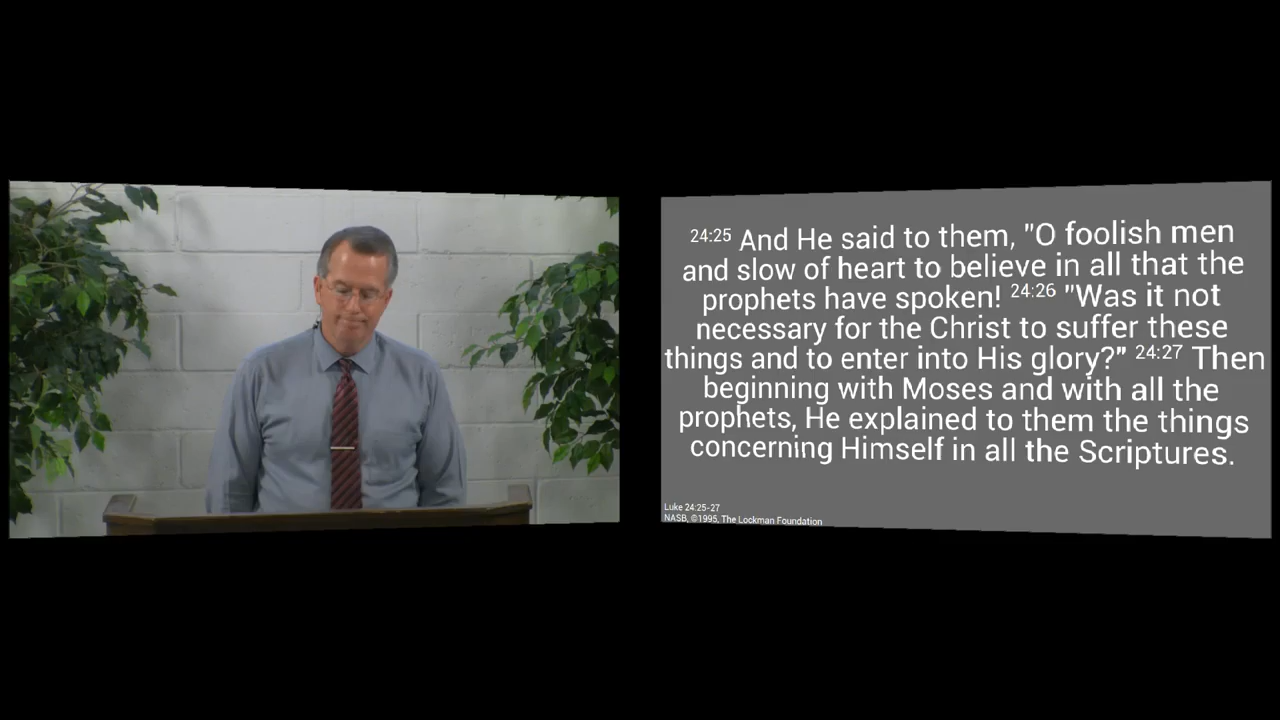 24:25 And He said to them, "O foolish men
and slow of heart to believe in all that the
prophets have spoken! 24:26 "Was it not
necessary for the Christ to suffer these
things and to enter into His glory?" 24:27 Then
beginning with Moses and with all the
prophets, He explained to them the things
concerning Himself in all the Scriptures.
Luke 24:25-27
NASB, ©1995, The Lockman Foundation